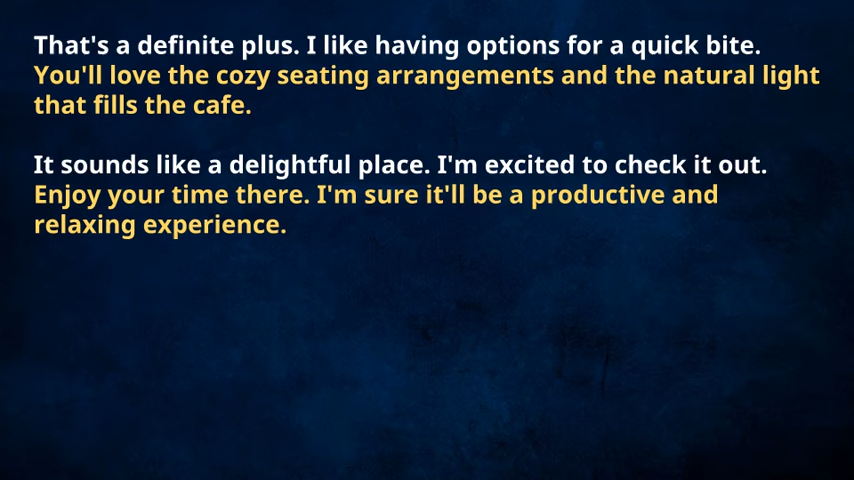 That's a definite plus. I like having options for a quick bite.
You'll love the cozy seating arrangements and the natural light
that fills the cafe.
It sounds like a delightful place. I'm excited to check it out.
Enjoy your time there. I'm sure it'll be a productive and
relaxing experience.